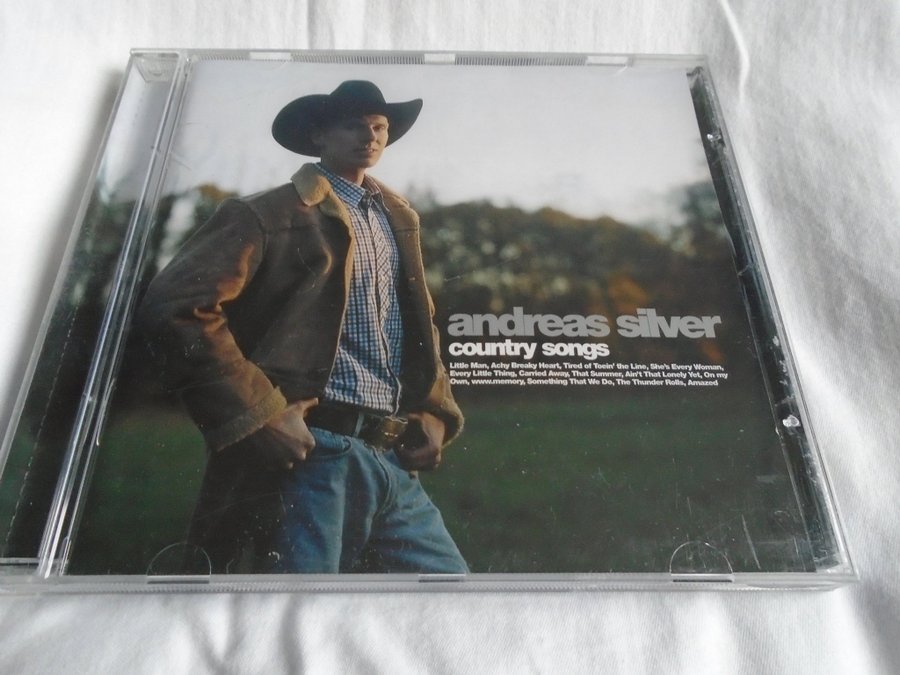 andreas silver
country songs
Little Man, Achy Breaky Heart, Tired of Toein' the Line, She's Every Woman,
Every Little Thing, Carried Away, That Summer, Ain't That Lonely Yet, On my
Own, www.memory, Something That We Do, The Thunder Rolls, Amazed